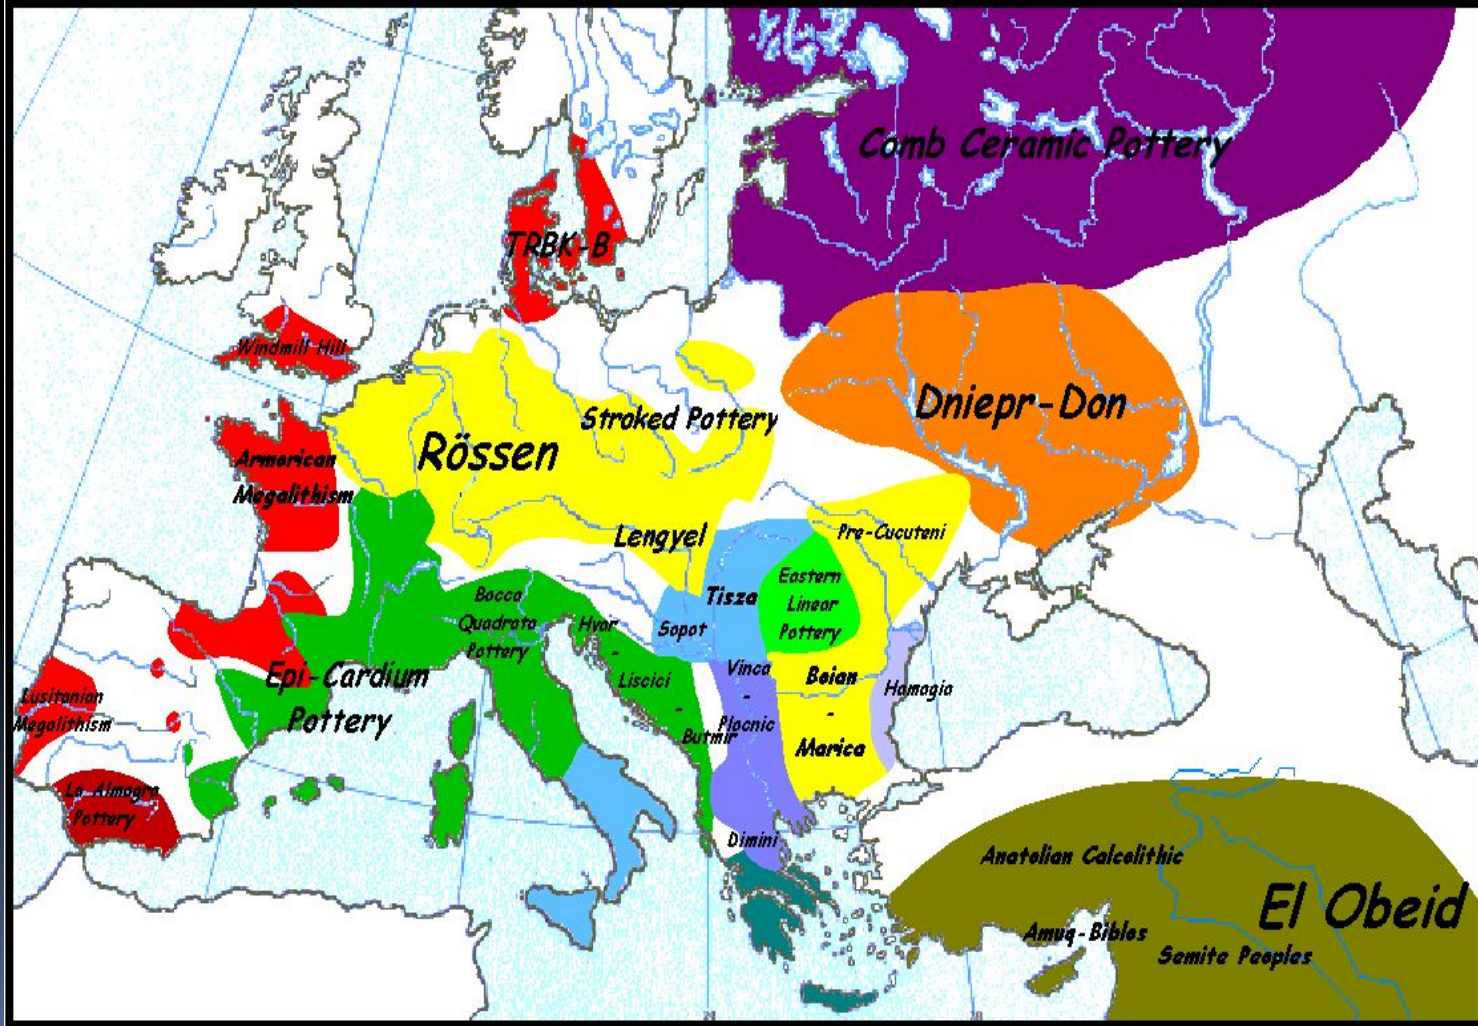 Comb Ceramic Pottery
TRBK-B
Windmill Hill
Dniepr-Don
Stroked Pottery
Rössen
Armorican
Megalithism
Lengyel
Pre-Cucuteni
Eastern
Linear
Pottery
Tisza
Bocca
Quadrata
Pottery
Hvar
-
Liscici
-
Butmir
Sopot
Vinca
-
Plocnic
Boian
-
Marica
Hamagia
Epi-Cardium
Pottery
Lusitanian
Megalithism
La Almagra
Pottery
Dimini
Anatolian Calcolithic
El Obeid
Amuq-Biblos
Semite Peoples